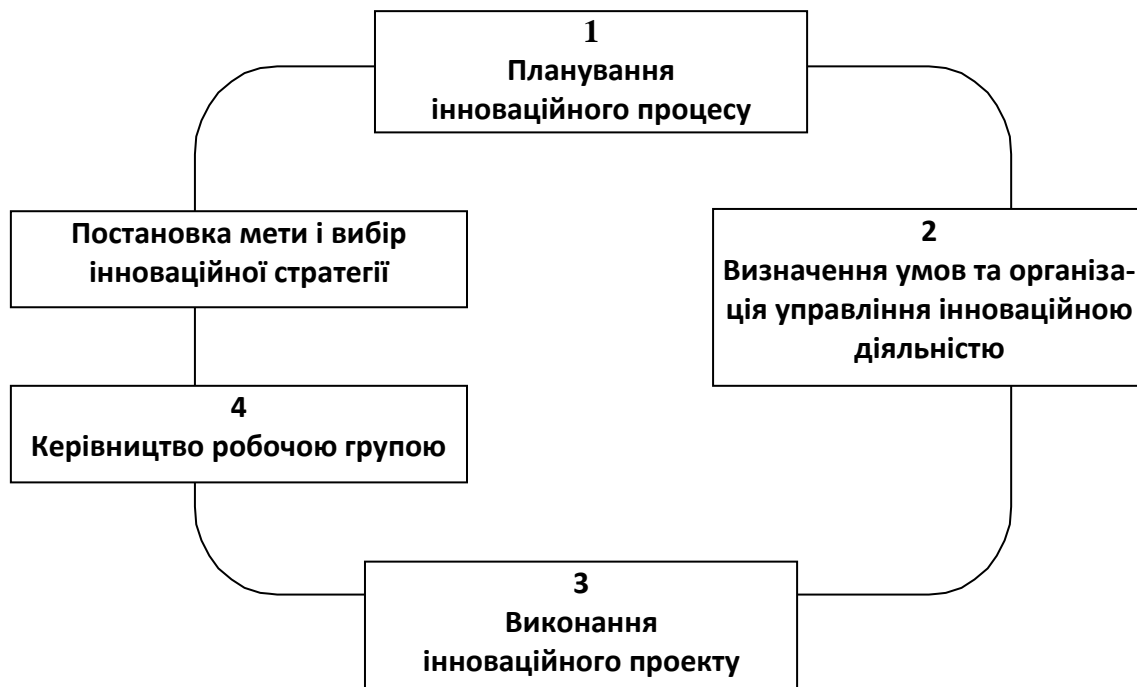 1
Планування
інноваційного процесу
Постановка мети і вибір
інноваційної стратегії
2
Визначення умов та організа-
ція управління інноваційною
діяльністю
4
Керівництво робочою групою
3
Виконання
інноваційного проекту